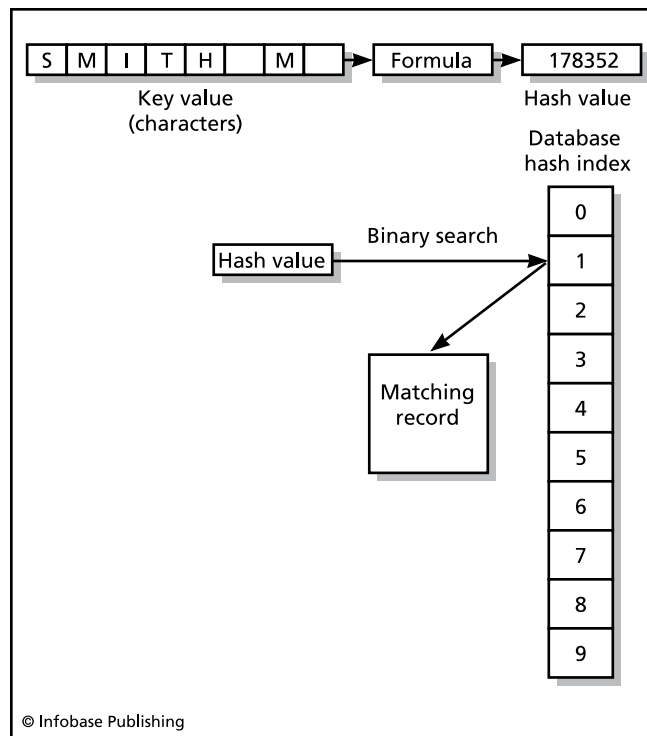 S M I T H M
Formula
178352
Key value
(characters)
Hash value
Database
hash index
0
Binary search
Hash value
1
2
3
Matching
record
4
5
6
7
8
9
© Infobase Publishing